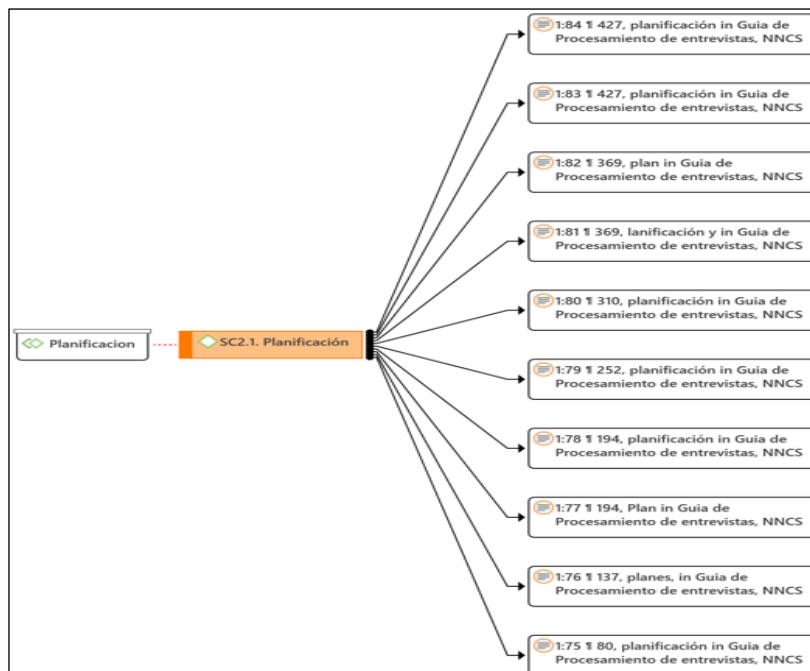 1:84 ¶ 427, planificación in Guia de
Procesamiento de entrevistas, NNCS
1:83 ¶ 427, planificación in Guia de
Procesamiento de entrevistas, NNCS
1:82 ¶ 369, plan in Guia de
Procesamiento de entrevistas, NNCS
1:81 ¶ 369, lanificación y in Guia de
Procesamiento de entrevistas, NNCS
1:80 ¶ 310, planificación in Guia de
Procesamiento de entrevistas, NNCS
Planificacion
SC2.1. Planificación
1:79 ¶ 252, planificación in Guia de
Procesamiento de entrevistas, NNCS
1:78 ¶ 194, planificación in Guia de
Procesamiento de entrevistas, NNCS
1:77 ¶ 194, Plan in Guia de
Procesamiento de entrevistas, NNCS
1:76 ¶ 137, planes, in Guia de
Procesamiento de entrevistas, NNCS
1:75 ¶ 80, planificación in Guia de
Procesamiento de entrevistas, NNCS